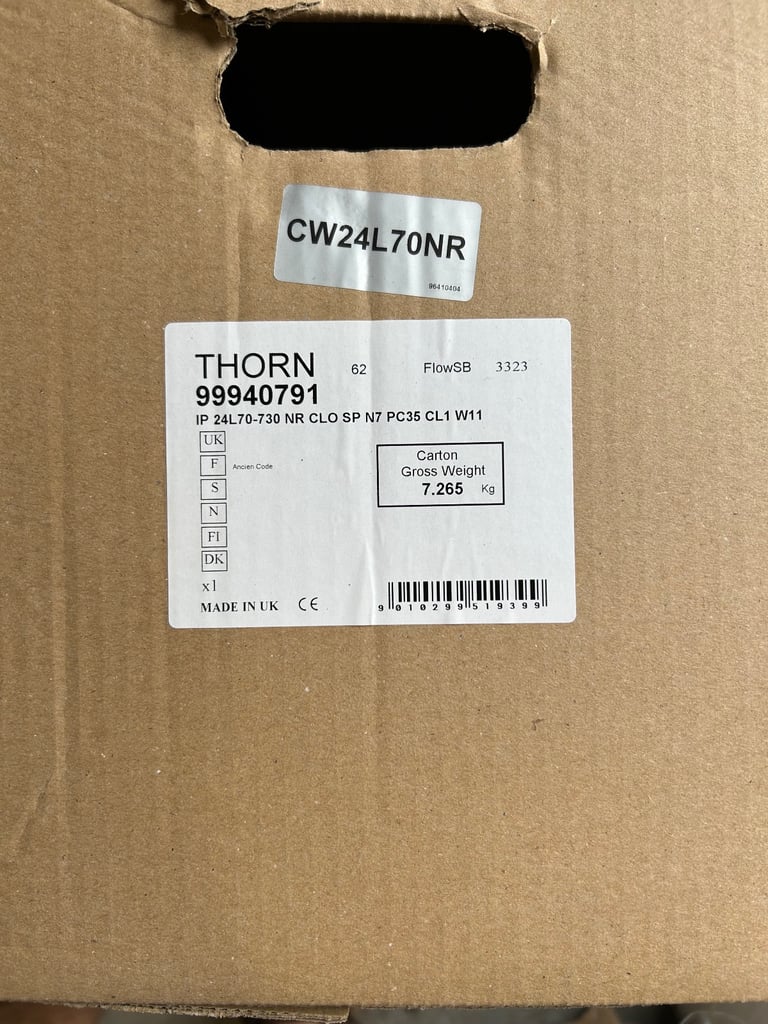 CW24L70NR
96410404
THORN 62 FlowSB 3323
99940791
IP 24L70-730 NR CLO SP N7 PC35 CL1 W11
UK
F Ancien Code
S
N
FI
DK
Carton
Gross Weight
7.265 Kg
x1
MADE IN UK CE
9 010299 519399